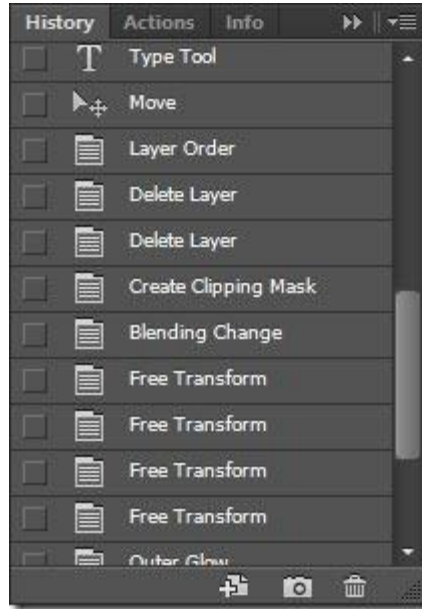 History Actions Info
Type Tool
Move
Layer Order
Delete Layer
Delete Layer
Create Clipping Mask
Blending Change
Free Transform
Free Transform
Free Transform
Free Transform
Outer Glow